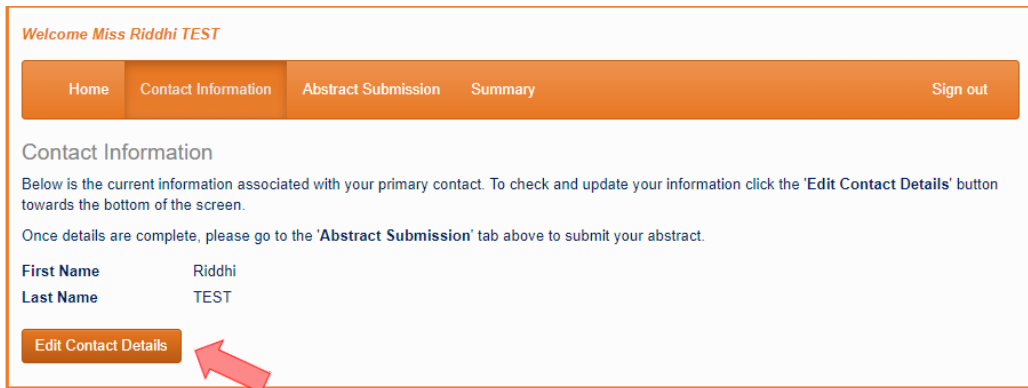 Welcome Miss Riddhi TEST
Home Contact Information Abstract Submission Summary Sign out
Contact Information
Below is the current information associated with your primary contact. To check and update your information click the 'Edit Contact Details' button
towards the bottom of the screen.
Once details are complete, please go to the 'Abstract Submission' tab above to submit your abstract.
First Name Riddhi
Last Name TEST
Edit Contact Details